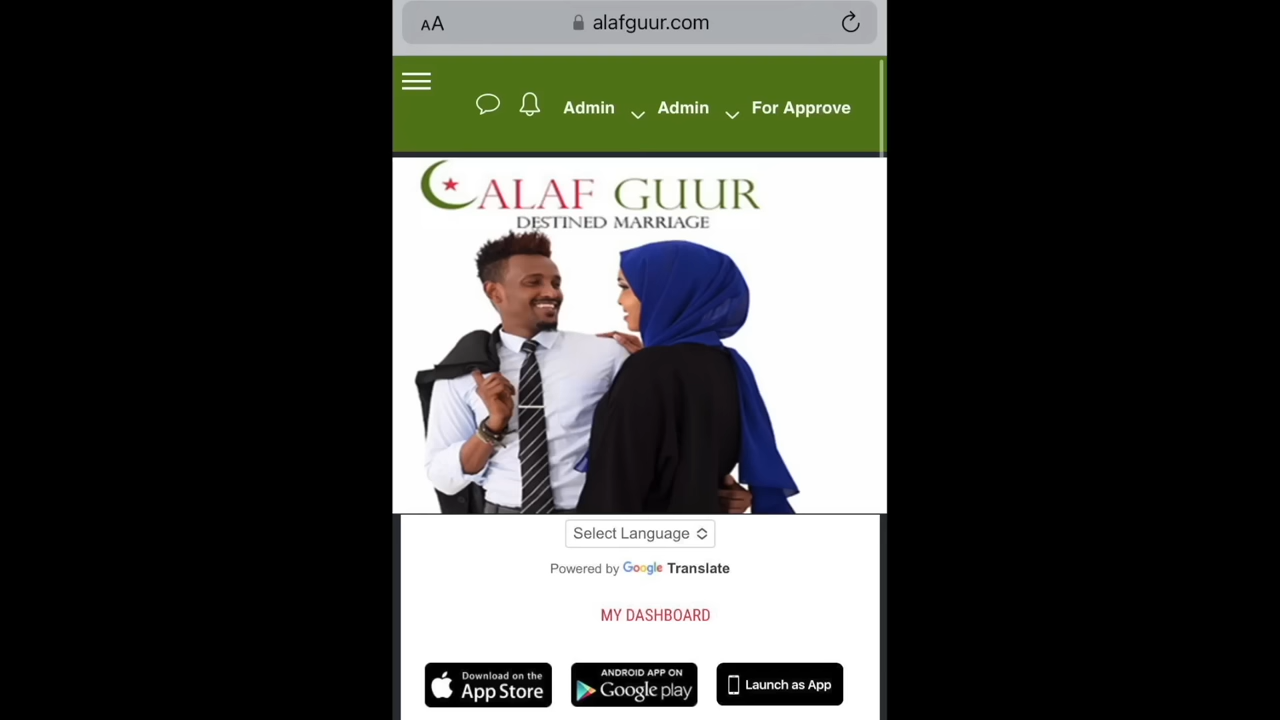 AA alafguur.com
Admin Admin For Approve
ALAF GUUR
DESTINED MARRIAGE
Select Language
Powered by Google Translate
MY DASHBOARD
Download on the App Store
ANDROID APP ON Google play
Launch as App